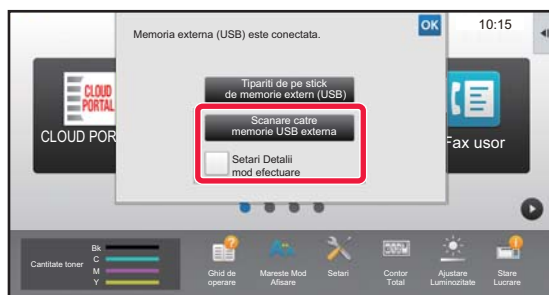 Memoria externa (USB) este conectata.
OK
10:15
Tipariti de pe stick
de memorie extern (USB)
Scanare catre
memorie USB externa
Setari Detalii
mod efectuare
CLOUD
PORTAL
CLOUD POR
Fax usor
Cantitate toner
Bk
C
M
Y
Ghid de
operare
Mareste Mod
Afisare
Setari
Contor
Total
Ajustare
Luminozitate
Stare
Lucrare